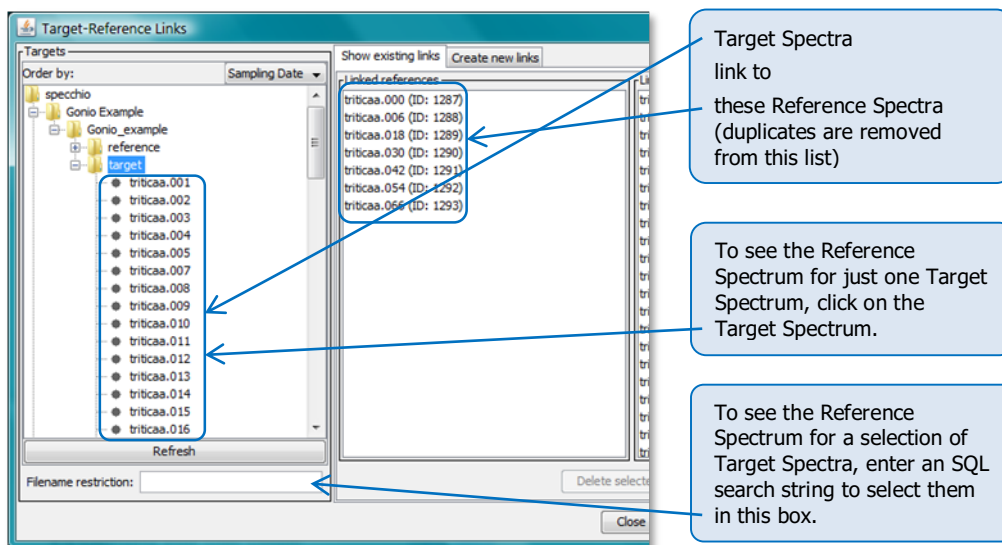 Target-Reference Links
Targets
Order by:
Sampling Date
specchio
Gonio Example
Gonio_example
reference
target
triticaa.001
triticaa.002
triticaa.003
triticaa.004
triticaa.005
triticaa.007
triticaa.008
triticaa.009
triticaa.010
triticaa.011
triticaa.012
triticaa.013
triticaa.014
triticaa.015
triticaa.016
Refresh
Filename restriction:
Show existing links
Create new links
Linked references
triticaa.000 (ID: 1287)
triticaa.006 (ID: 1288)
triticaa.018 (ID: 1289)
triticaa.030 (ID: 1290)
triticaa.042 (ID: 1291)
triticaa.054 (ID: 1292)
triticaa.066 (ID: 1293)
Delete selecte
Close
Target Spectra
link to
these Reference Spectra
(duplicates are removed
from this list)
To see the Reference
Spectrum for just one Target
Spectrum, click on the
Target Spectrum.
To see the Reference
Spectrum for a selection of
Target Spectra, enter an SQL
search string to select them
in this box.